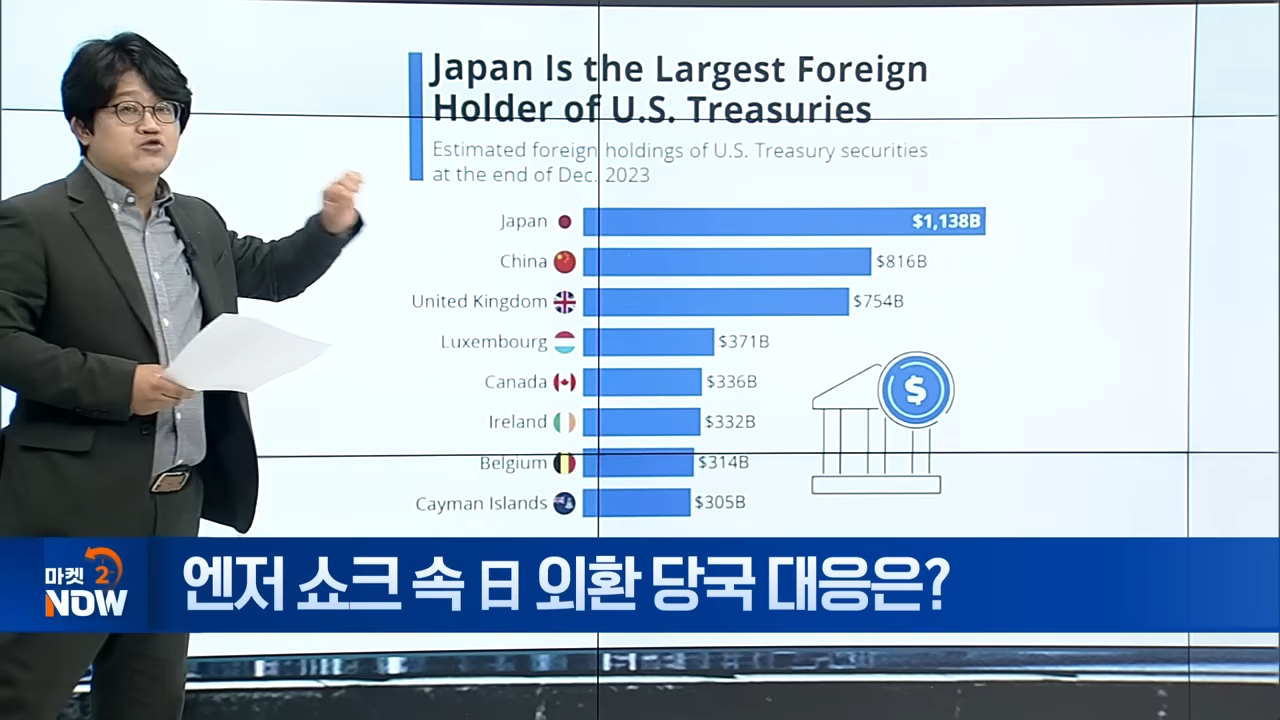 Japan Is the Largest Foreign
Holder of U.S. Treasuries
Estimated foreign holdings of U.S. Treasury securities
at the end of Dec. 2023
Japan $1,138B
China $816B
United Kingdom $754B
Luxembourg $371B
Canada $336B
Ireland $332B
Belgium $314B
Cayman Islands $305B
$
마켓 2
NOW
엔저 쇼크 속 日 외환 당국 대응은?